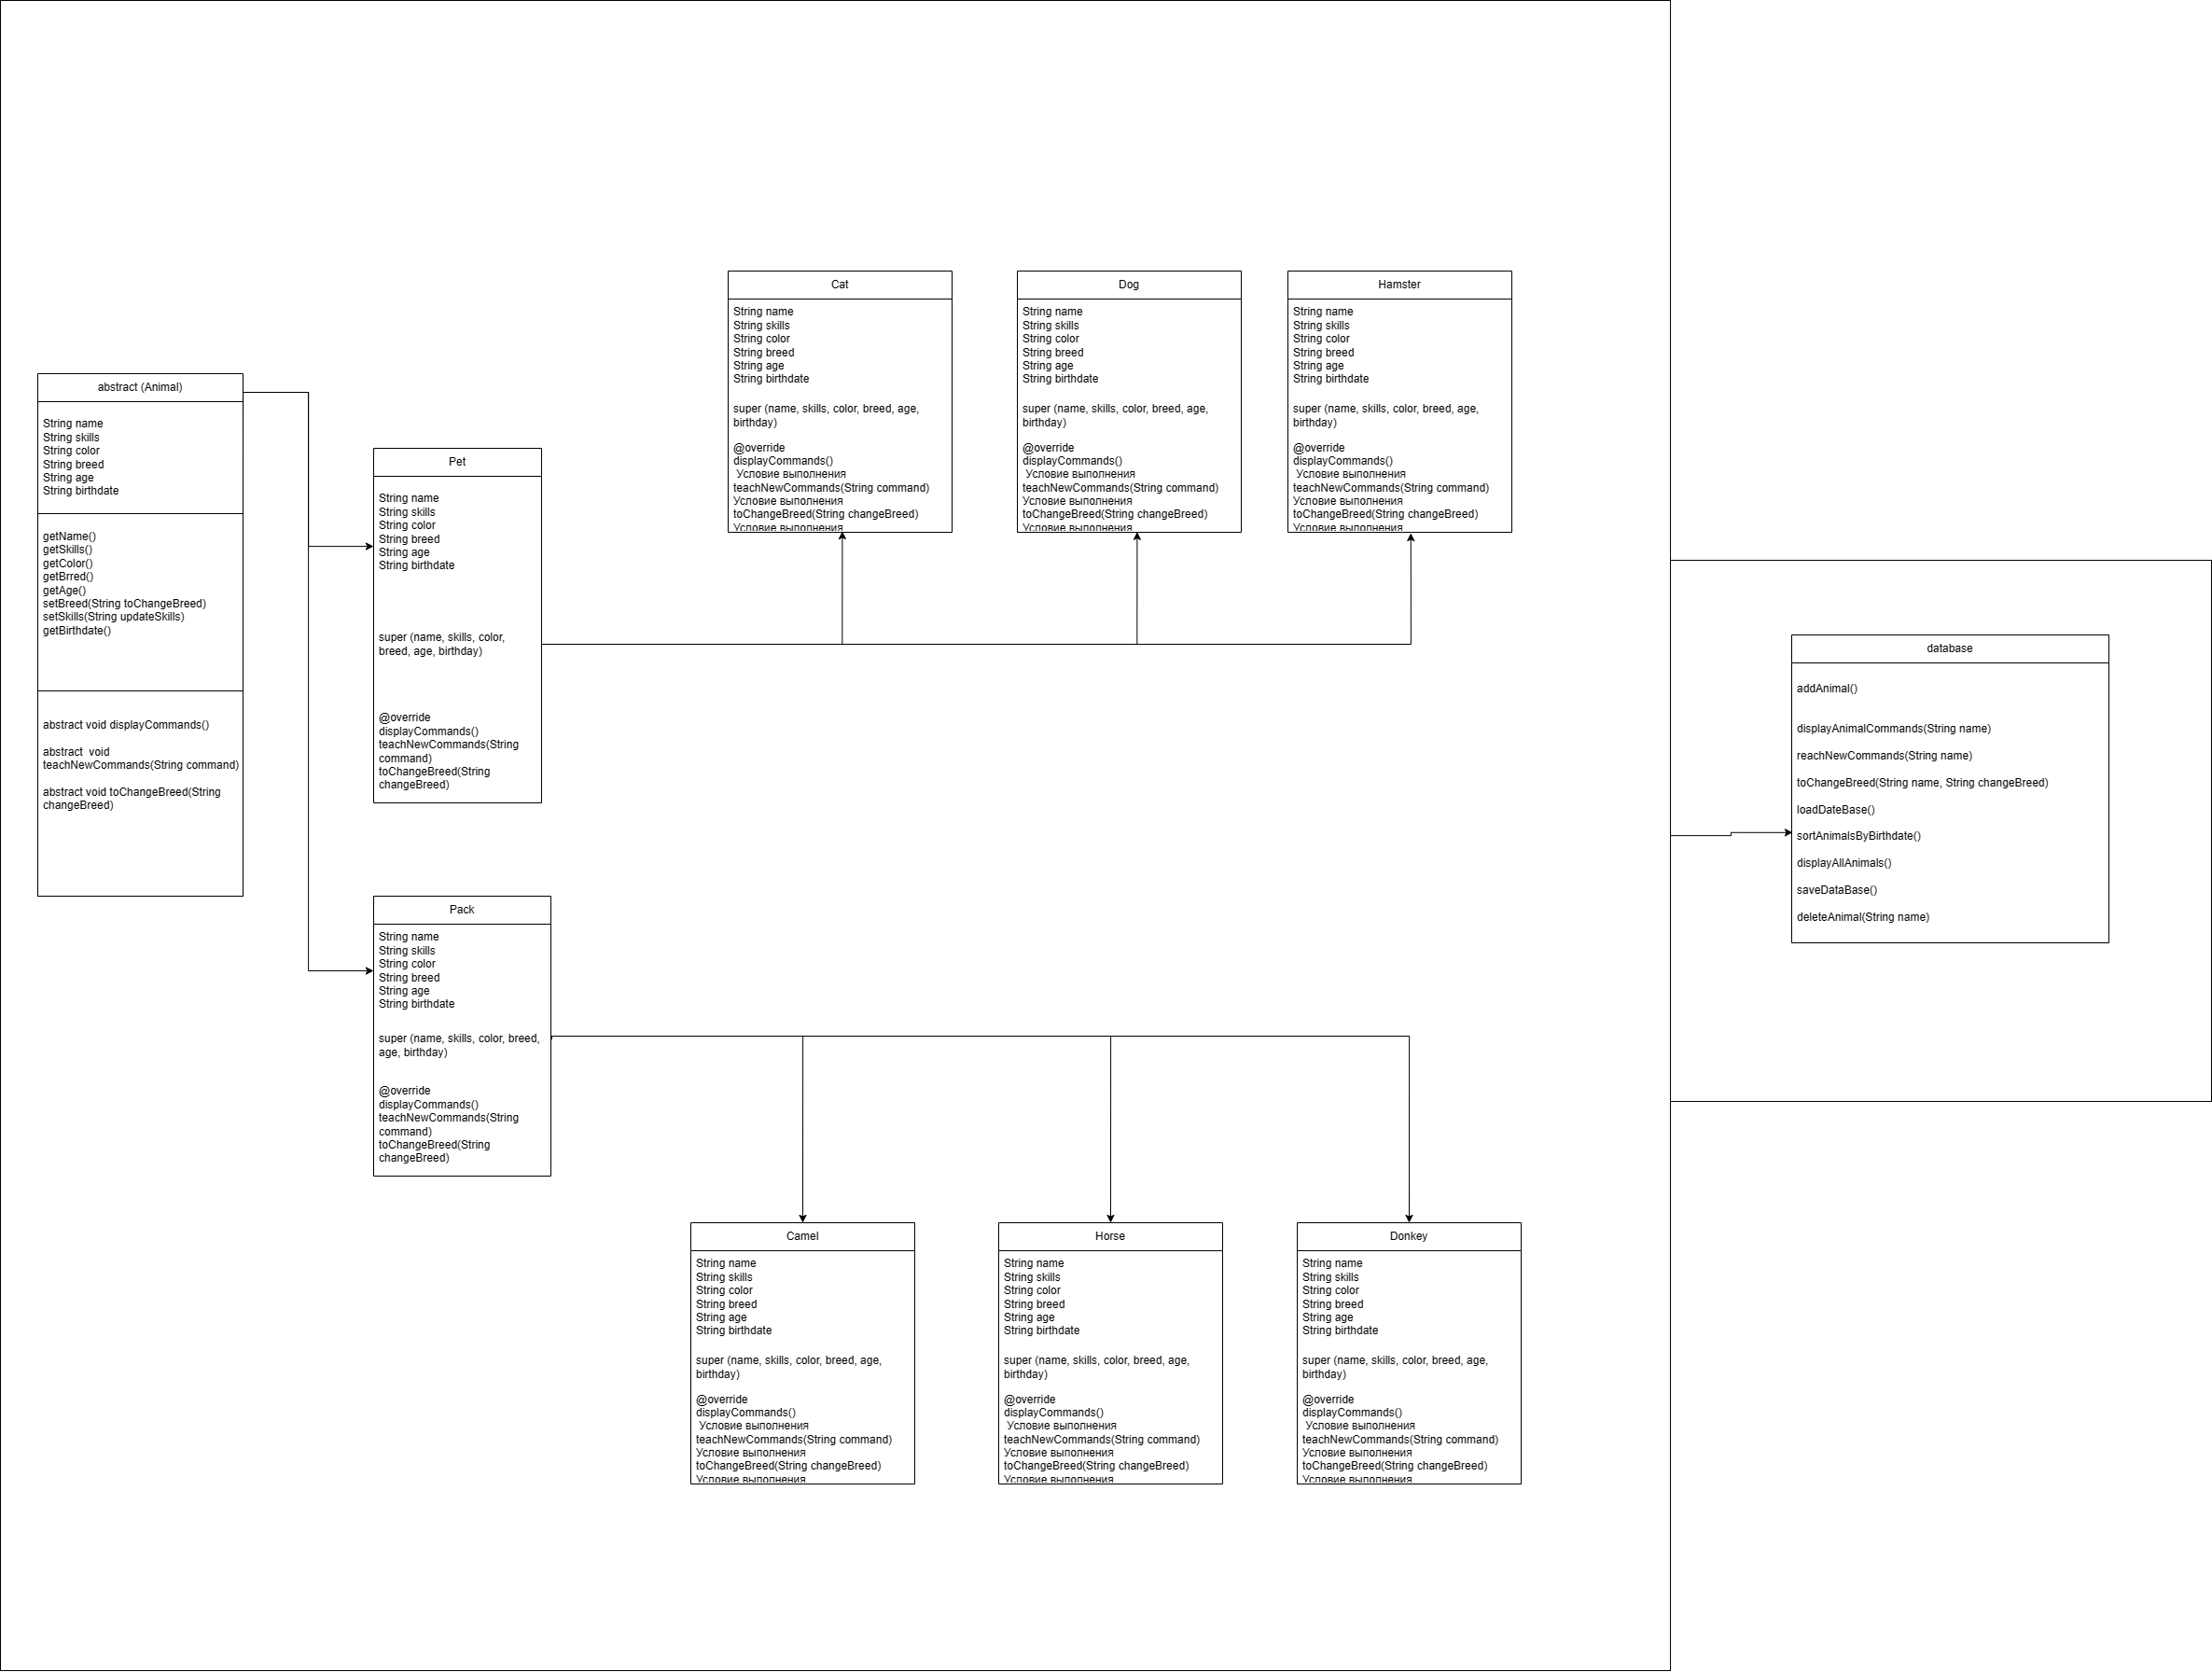 abstract (Animal)
String name
String skills
String color
String breed
String age
String birthdate
getName()
getSkills()
getColor()
getBrred()
getAge()
setBreed(String toChangeBreed)
setSkills(String updateSkills)
getBirthdate()
abstract void displayCommands()
abstract  void
teachNewCommands(String command)
abstract void toChangeBreed(String
changeBreed)
Pet
String name
String skills
String color
String breed
String age
String birthdate
super (name, skills, color,
breed, age, birthday)
@override
displayCommands()
teachNewCommands(String
command)
toChangeBreed(String
changeBreed)
Pack
String name
String skills
String color
String breed
String age
String birthdate
super (name, skills, color, breed,
age, birthday)
@override
displayCommands()
teachNewCommands(String
command)
toChangeBreed(String
changeBreed)
Cat
String name
String skills
String color
String breed
String age
String birthdate
super (name, skills, color, breed, age,
birthday)
@override
displayCommands()
Условие выполнения
teachNewCommands(String command)
Условие выполнения
toChangeBreed(String changeBreed)
Условие выполнения
Dog
String name
String skills
String color
String breed
String age
String birthdate
super (name, skills, color, breed, age,
birthday)
@override
displayCommands()
Условие выполнения
teachNewCommands(String command)
Условие выполнения
toChangeBreed(String changeBreed)
Условие выполнения
Hamster
String name
String skills
String color
String breed
String age
String birthdate
super (name, skills, color, breed, age,
birthday)
@override
displayCommands()
Условие выполнения
teachNewCommands(String command)
Условие выполнения
toChangeBreed(String changeBreed)
Условие выполнения
Camel
String name
String skills
String color
String breed
String age
String birthdate
super (name, skills, color, breed, age,
birthday)
@override
displayCommands()
Условие выполнения
teachNewCommands(String command)
Условие выполнения
toChangeBreed(String changeBreed)
Условие выполнения
Horse
String name
String skills
String color
String breed
String age
String birthdate
super (name, skills, color, breed, age,
birthday)
@override
displayCommands()
Условие выполнения
teachNewCommands(String command)
Условие выполнения
toChangeBreed(String changeBreed)
Условие выполнения
Donkey
String name
String skills
String color
String breed
String age
String birthdate
super (name, skills, color, breed, age,
birthday)
@override
displayCommands()
Условие выполнения
teachNewCommands(String command)
Условие выполнения
toChangeBreed(String changeBreed)
Условие выполнения
database
addAnimal()
displayAnimalCommands(String name)
reachNewCommands(String name)
toChangeBreed(String name, String changeBreed)
loadDateBase()
sortAnimalsByBirthdate()
displayAllAnimals()
saveDataBase()
deleteAnimal(String name)